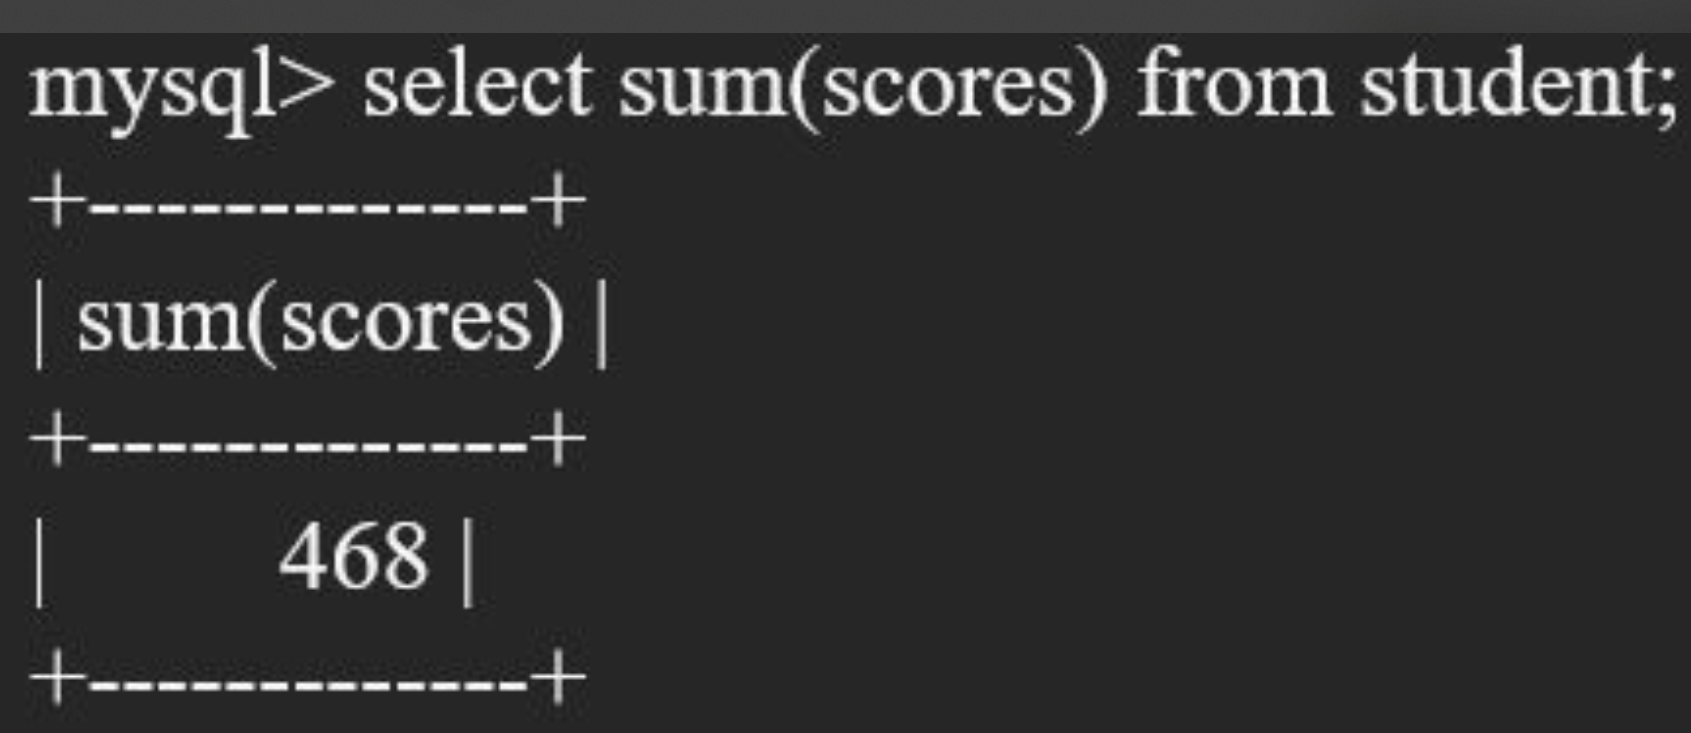 mysql> select sum(scores) from student;
+-------------+
| sum(scores) |
+-------------+
|         468 |
+-------------+